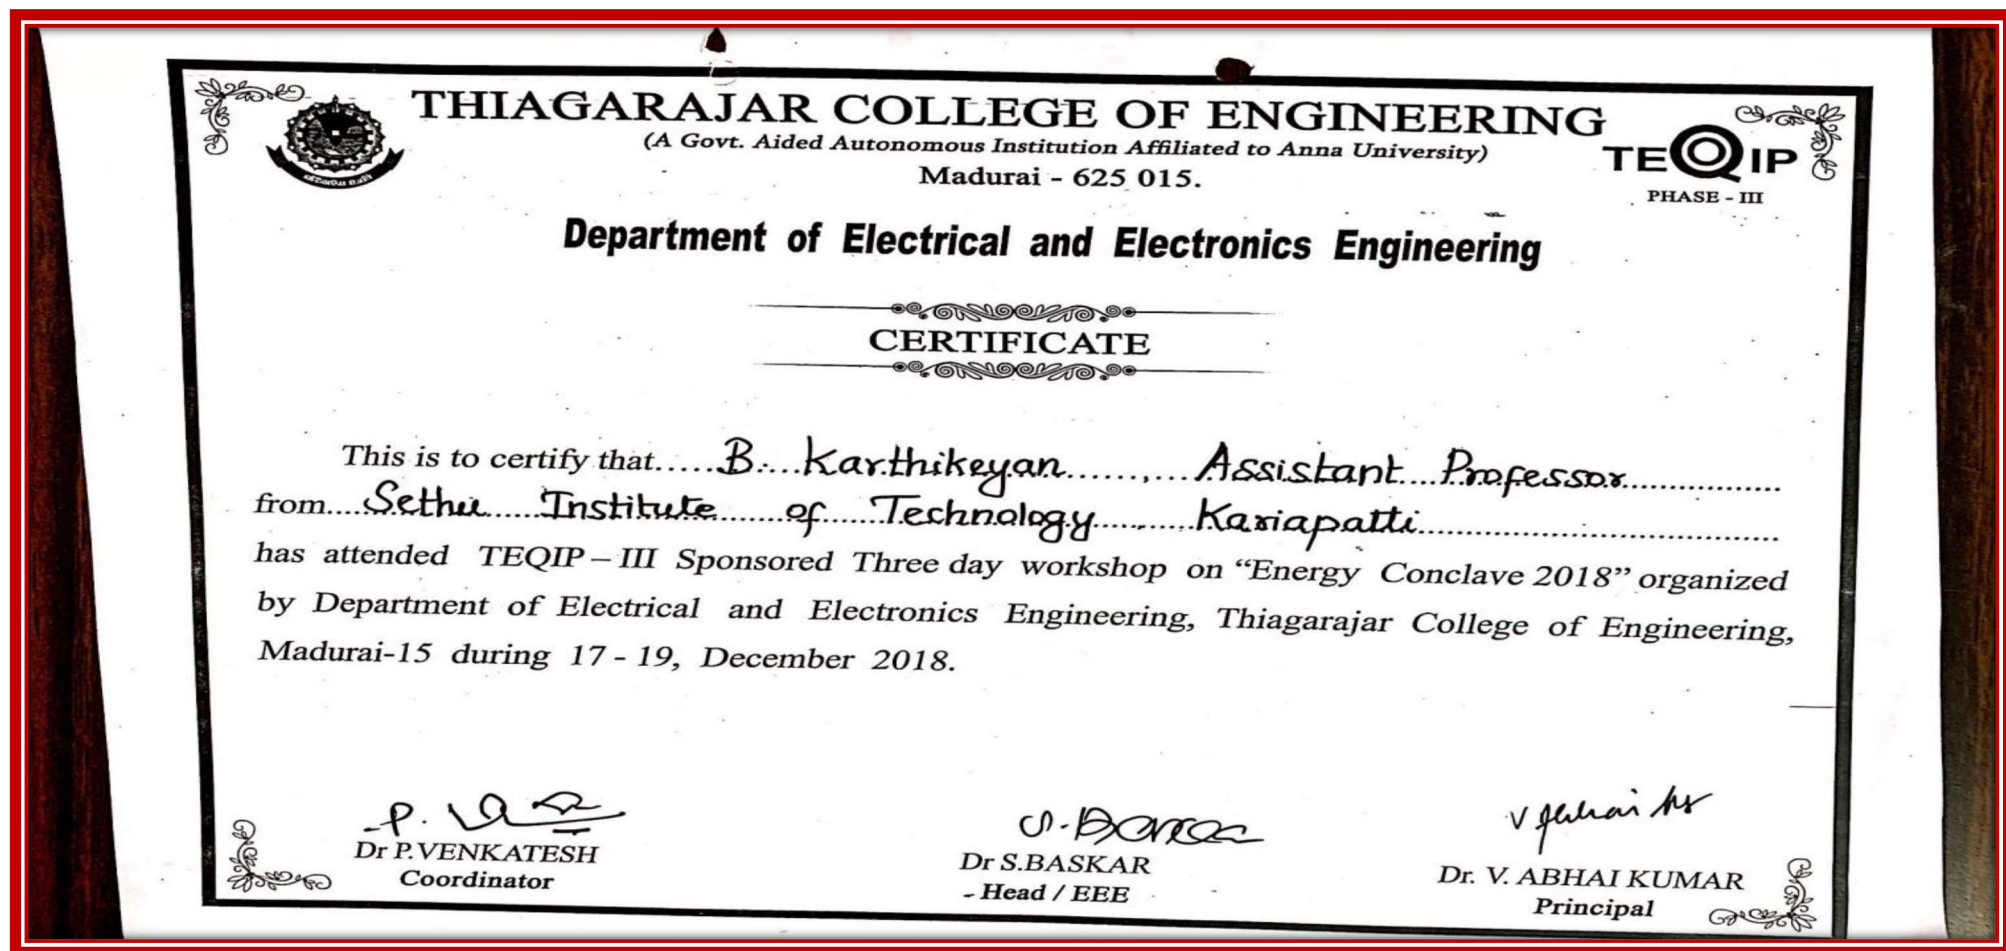 THIAGARAJAR COLLEGE OF ENGINEERING
(A Govt. Aided Autonomous Institution Affiliated to Anna University)
Madurai - 625 015.
TEQIP
PHASE - III
Department of Electrical and Electronics Engineering
CERTIFICATE
This is to certify that.....B....Karthikeyan.......,...Assistant...Professor...............
from....Sethu.....Institute.......of......Technology.........Kariapatti...................................
has attended TEQIP – III Sponsored Three day workshop on “Energy Conclave 2018” organized
by Department of Electrical and Electronics Engineering, Thiagarajar College of Engineering,
Madurai-15 during 17 - 19, December 2018.
Dr P.VENKATESH
Coordinator
Dr S.BASKAR
Head / EEE
Dr. V. ABHAI KUMAR
Principal